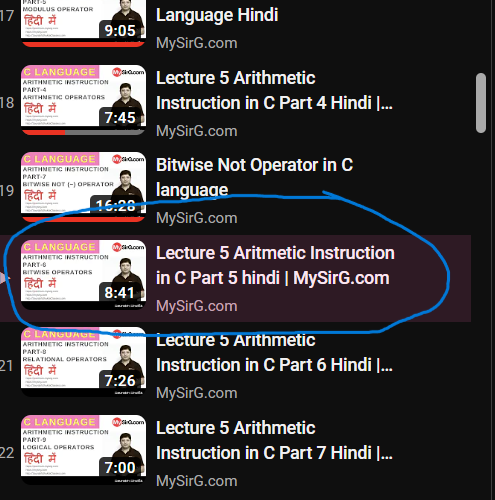 17
PART-5
MODULUS OPERATOR
हिंदी में
9:05
Language Hindi
MySirG.com
18
C LANGUAGE
MySirG.com
ARITHMETIC INSTRUCTION
PART-4
ARITHMETIC OPERATORS
हिंदी में
7:45
Lecture 5 Arithmetic
Instruction in C Part 4 Hindi |...
MySirG.com
19
C LANGUAGE
MySirG.com
ARITHMETIC INSTRUCTION
PART-7
BITWISE NOT (~) OPERATOR
हिंदी में
16:28
Bitwise Not Operator in C
language
MySirG.com
C LANGUAGE
MySirG.com
ARITHMETIC INSTRUCTION
PART-6
BITWISE OPERATORS
हिंदी में
8:41
Lecture 5 Aritmetic Instruction
in C Part 5 hindi | MySirG.com
MySirG.com
21
C LANGUAGE
ARITHMETIC INSTRUCTION
PART-8
RELATIONAL OPERATORS
हिंदी में
7:26
Lecture 5 Arithmetic
Instruction in C Part 6 Hindi |...
MySirG.com
22
C LANGUAGE
MySirG.com
ARITHMETIC INSTRUCTION
PART-9
LOGICAL OPERATORS
हिंदी में
7:00
Lecture 5 Arithmetic
Instruction in C Part 7 Hindi |...
MySirG.com